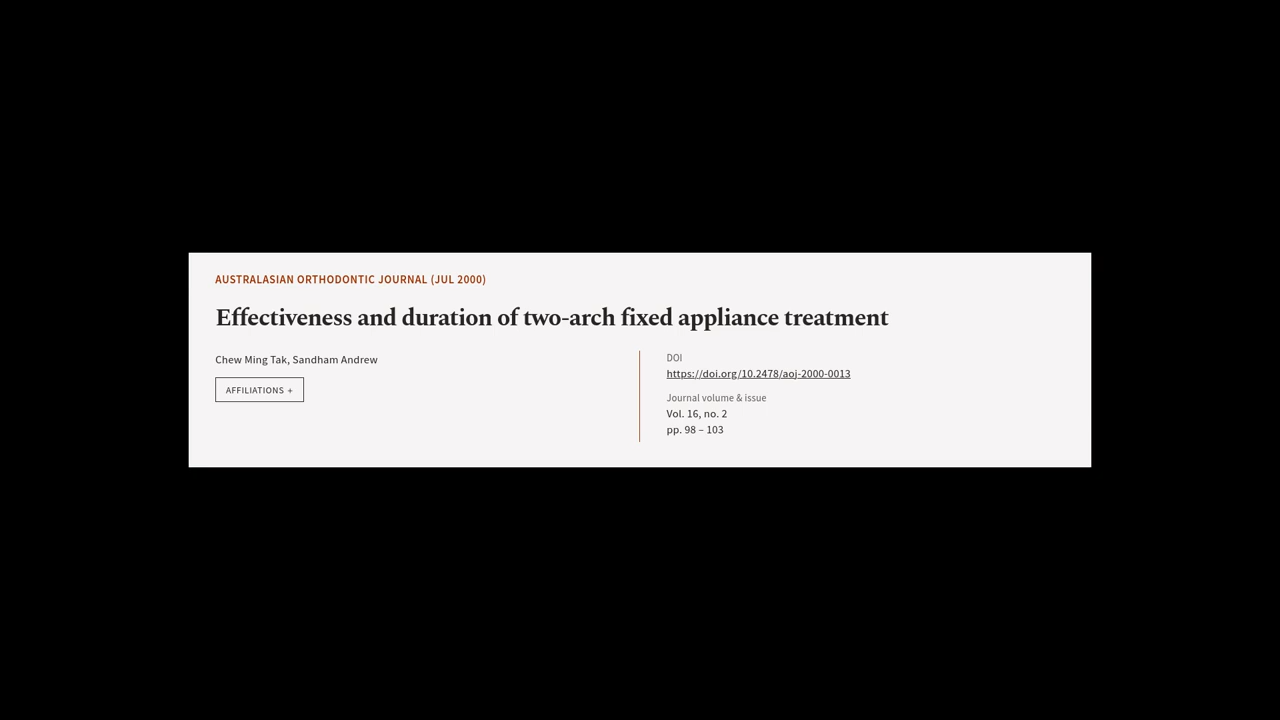 AUSTRALASIAN ORTHODONTIC JOURNAL (JUL 2000)
Effectiveness and duration of two-arch fixed appliance treatment
Chew Ming Tak, Sandham Andrew
AFFILIATIONS +
DOI
https://doi.org/10.2478/aoj-2000-0013
Journal volume & issue
Vol. 16, no. 2
pp. 98 – 103